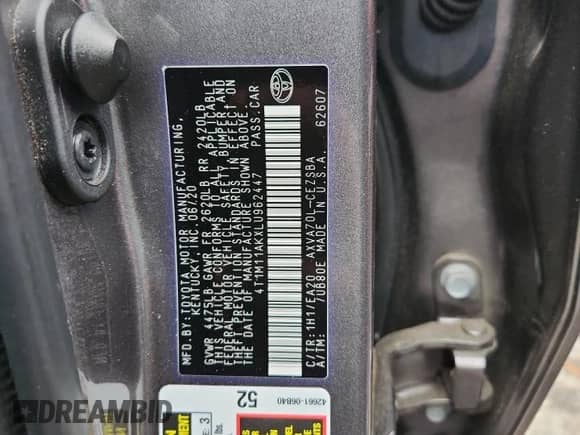 MFD.BY:TOYOTA MOTOR MANUFACTURING,
KENTUCKY, INC. 06/20
GVWR 4475LB GAWR FR 2620LB RR 2420LB
THIS VEHICLE CONFORMS TO ALL APPLICABLE
FEDERAL MOTOR VEHICLE SAFETY, BUMPER, AND
THEFT PREVENTION STANDARDS IN EFFECT ON
THE DATE OF MANUFACTURE SHOWN ABOVE.
4T1M11AKXLU962447 PASS.CAR
C/TR:1H1/EA20 AXVA70L-CEZSBA
A/TM: /UB80E MADE IN U.S.A. 62607
42661-06B40
52
DREAMBID